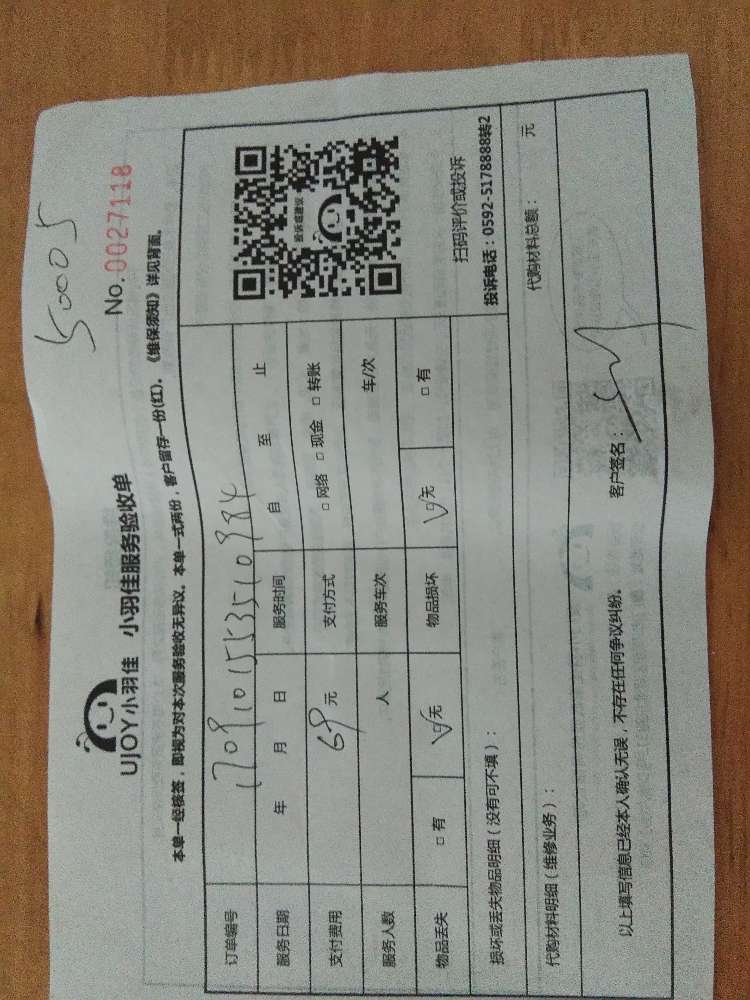 50005
No.0027118
UJOY小羽佳 小羽佳服务验收单
本单一经核签，即视为对本次服务验收无异议。本单一式两份，客户留存一份(红)。《维保须知》详见背面。
订单编号 1709101553510984
服务日期 年 月 日 服务时间 自 至 止
支付费用 69元 支付方式 □网络 □现金 □转账
服务人数 人 服务车次 车/次
物品丢失 □有 ☑无 物品损坏 ☑无 □有
投诉或建议
扫码评价或投诉
投诉电话：0592-5178888转2
损坏或丢失物品明细（没有可不填）：
代购材料明细（维修业务）： 代购材料总额： 元
以上填写信息已经本人确认无误，不存在任何争议纠纷。 客户签名：